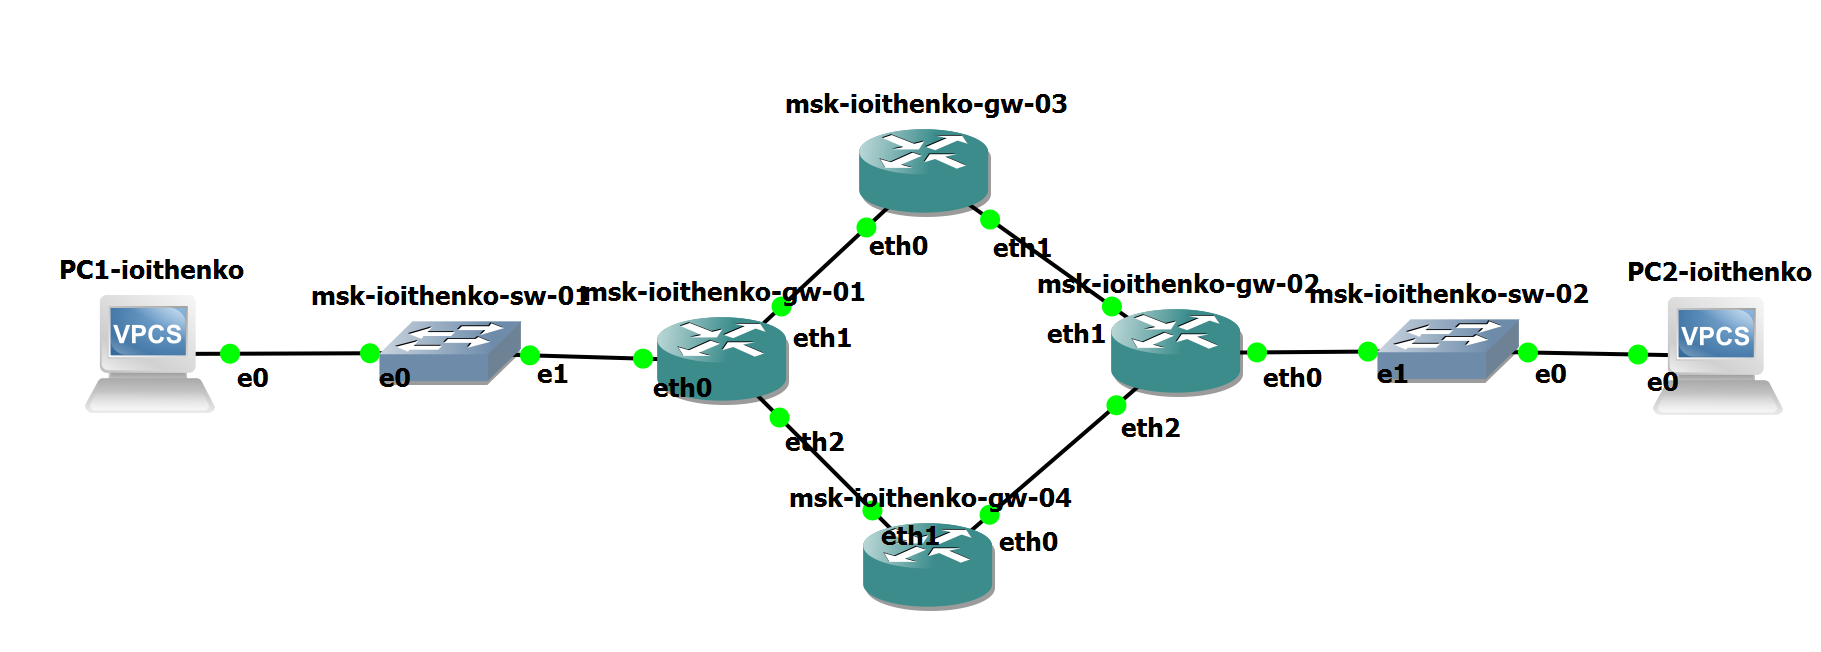 msk-ioithenko-gw-03
eth0
eth1
PC1-ioithenko
VPCS
e0
msk-ioithenko-sw-01
e0
e1
msk-ioithenko-gw-01
eth1
eth0
eth2
msk-ioithenko-gw-02
eth1
eth0
eth2
msk-ioithenko-sw-02
e1
e0
PC2-ioithenko
VPCS
e0
msk-ioithenko-gw-04
eth1
eth0